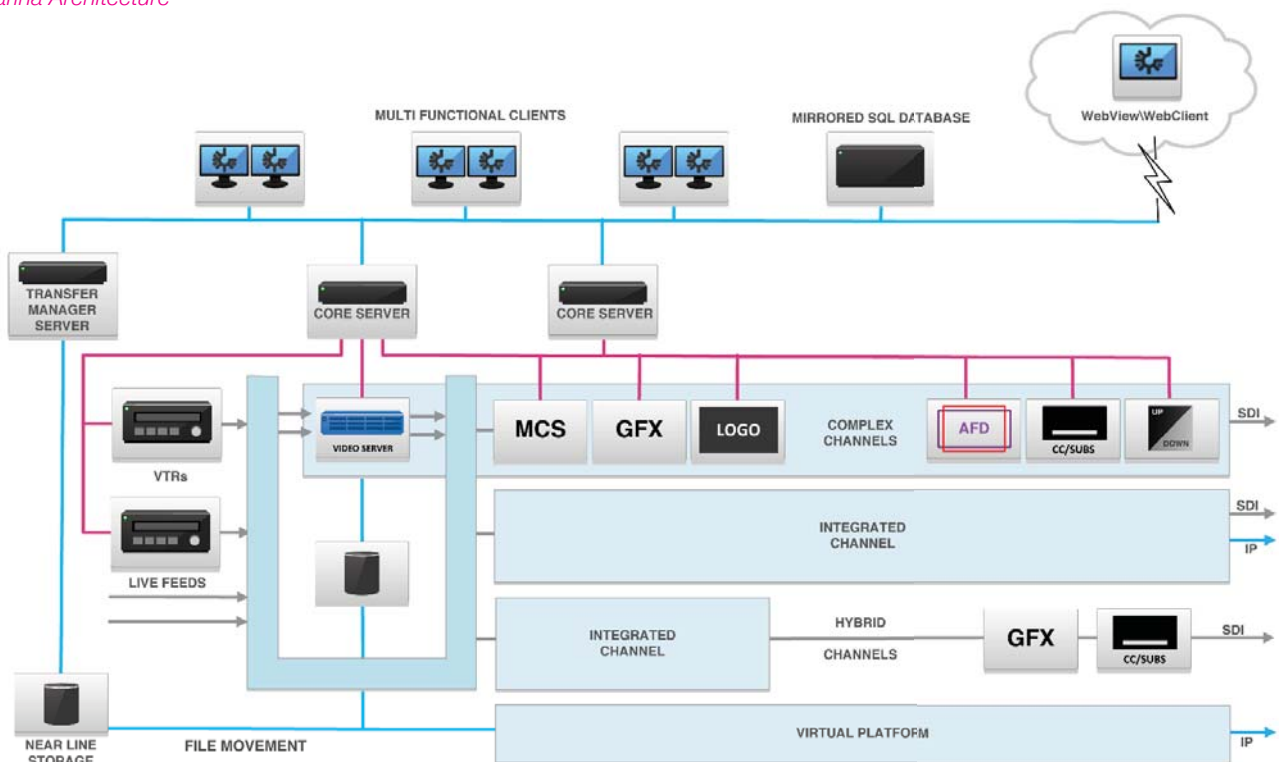 Architecture
WebView\WebClient
MULTI FUNCTIONAL CLIENTS
MIRRORED SQL DATABASE
TRANSFER
MANAGER
SERVER
CORE SERVER
CORE SERVER
VTRs
LIVE FEEDS
VIDEO SERVER
MCS
GFX
LOGO
COMPLEX
CHANNELS
AFD
CC/SUBS
UP
DOWN
SDI
INTEGRATED
CHANNEL
SDI
IP
INTEGRATED
CHANNEL
HYBRID
CHANNELS
GFX
CC/SUBS
SDI
NEAR LINE
STORAGE
FILE MOVEMENT
VIRTUAL PLATFORM
IP